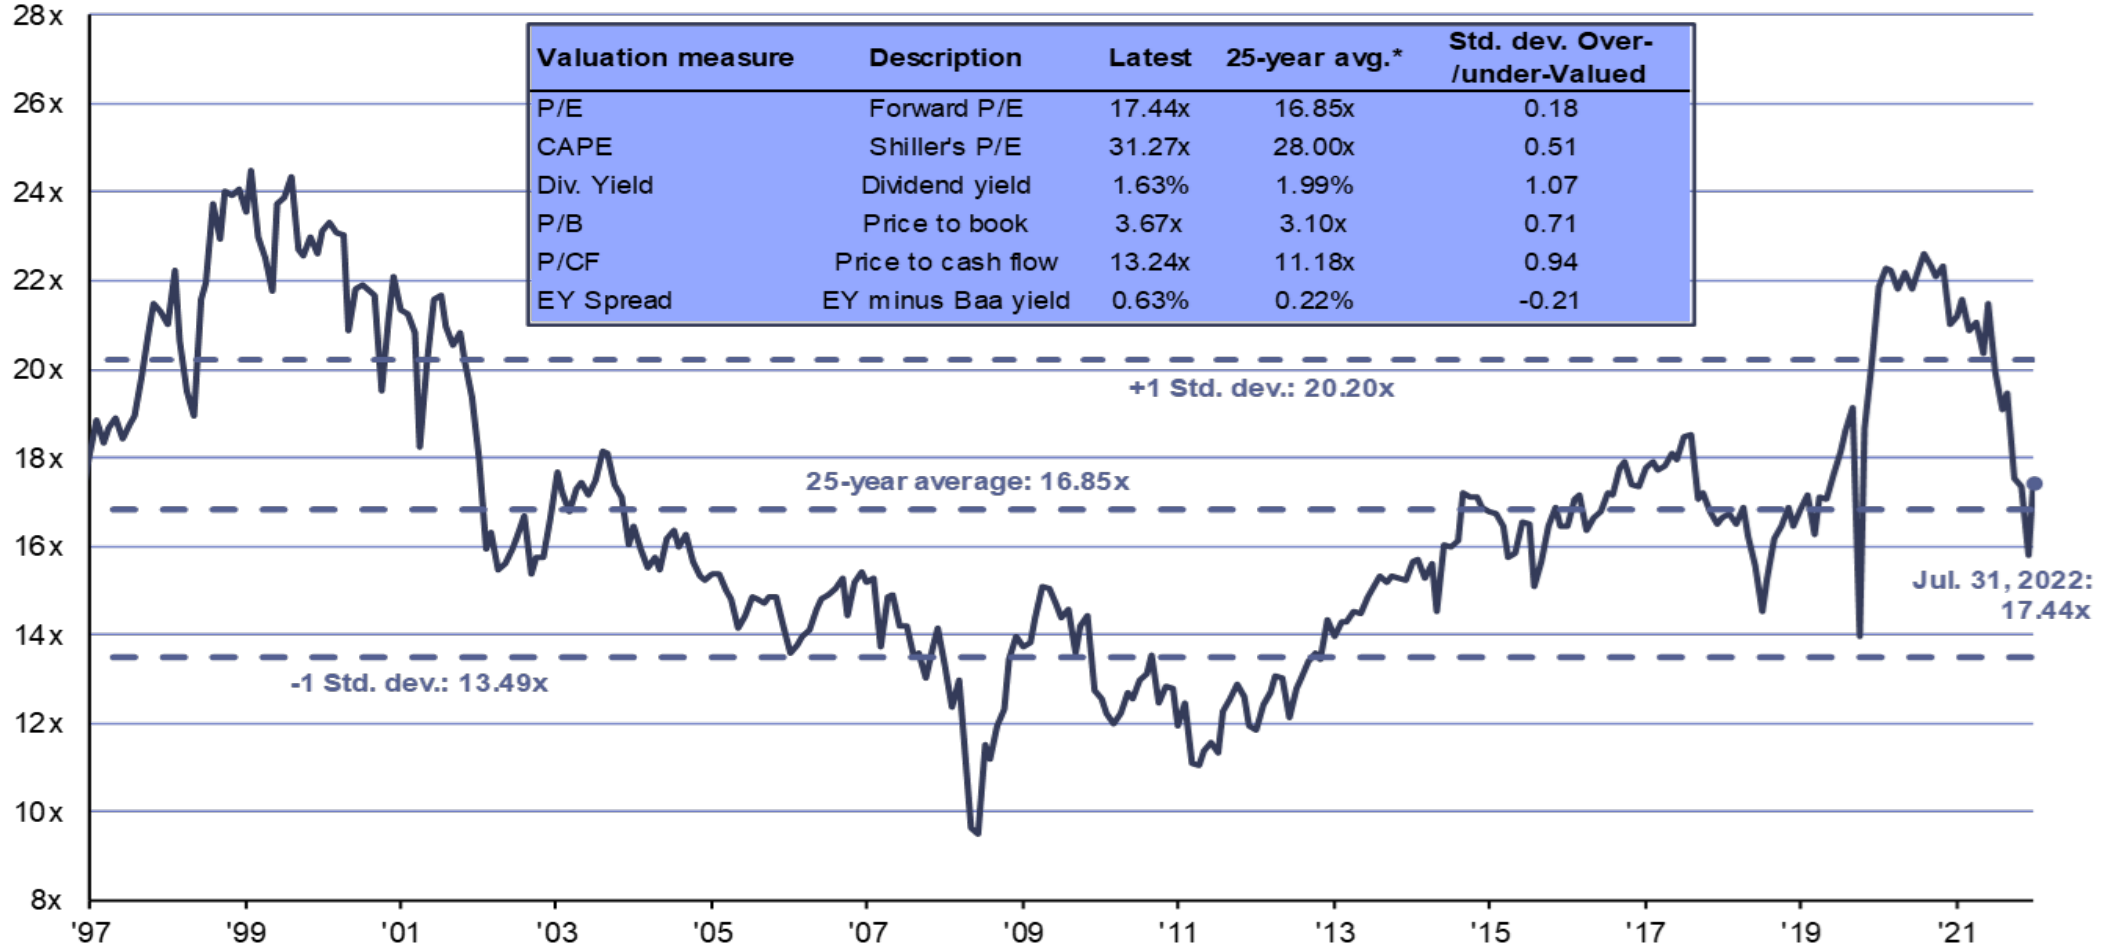 28x
26x
24x
22x
20x
18x
16x
14x
12x
10x
8x
Valuation measure Description Latest 25-year avg.* Std. dev. Over-
/under-Valued
P/E Forward P/E 17.44x 16.85x 0.18
CAPE Shiller's P/E 31.27x 28.00x 0.51
Div. Yield Dividend yield 1.63% 1.99% 1.07
P/B Price to book 3.67x 3.10x 0.71
P/CF Price to cash flow 13.24x 11.18x 0.94
EY Spread EY minus Baa yield 0.63% 0.22% -0.21
+1 Std. dev.: 20.20x
25-year average: 16.85x
Jul. 31, 2022:
17.44x
-1 Std. dev.: 13.49x
'97 '99 '01 '03 '05 '07 '09 '11 '13 '15 '17 '19 '21